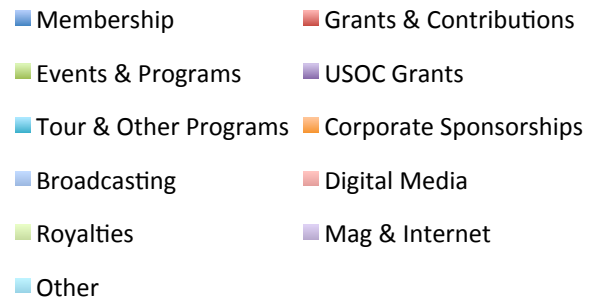 Membership Grants & Contributions
Events & Programs USOC Grants
Tour & Other Programs Corporate Sponsorships
Broadcasting Digital Media
Royalties Mag & Internet
Other